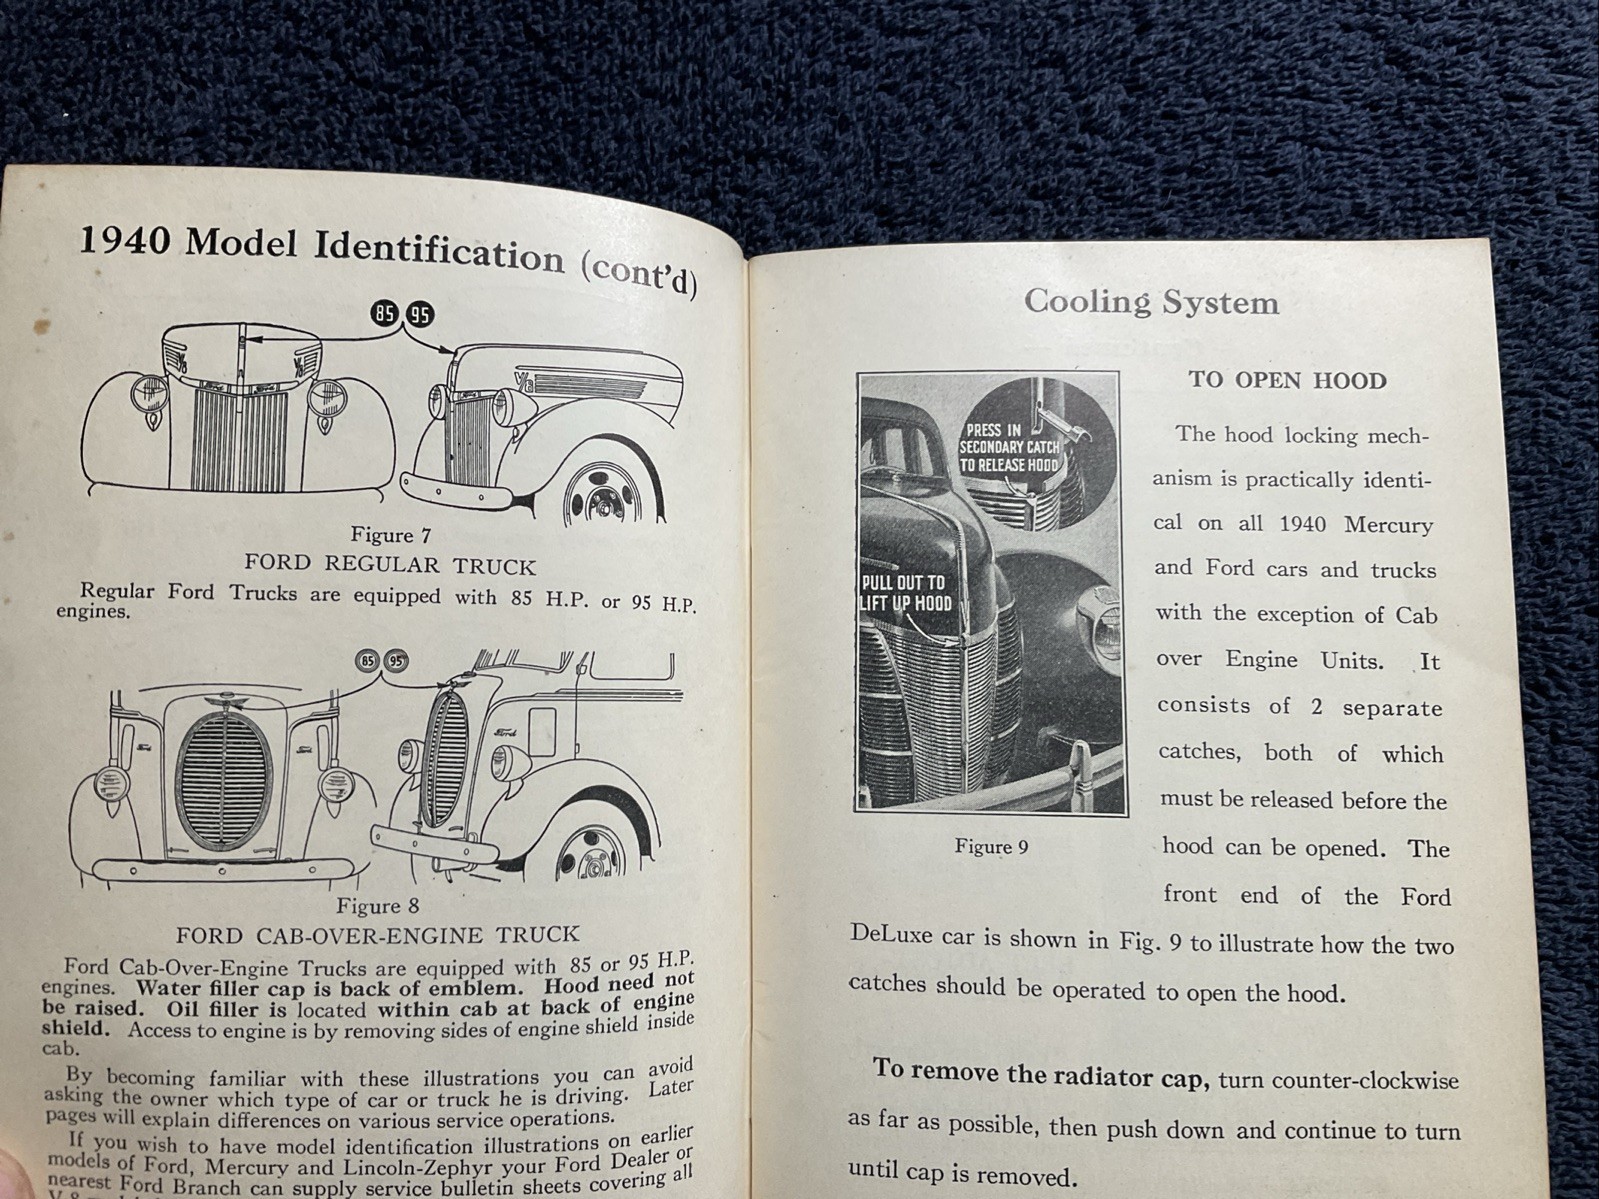 1940 Model Identification (cont'd)
85 95
V/8
V/8
Ford
Ford
V/8
Ford
Figure 7
FORD REGULAR TRUCK
Regular Ford Trucks are equipped with 85 H.P. or 95 H.P.
engines.
85 95
Ford
Ford
Ford
Figure 8
FORD CAB-OVER-ENGINE TRUCK
Ford Cab-Over-Engine Trucks are equipped with 85 or 95 H.P.
engines. Water filler cap is back of emblem. Hood need not
be raised. Oil filler is located within cab at back of engine
shield. Access to engine is by removing sides of engine shield inside
cab.
By becoming familiar with these illustrations you can avoid
asking the owner which type of car or truck he is driving. Later
pages will explain differences on various service operations.
If you wish to have model identification illustrations on earlier
models of Ford, Mercury and Lincoln-Zephyr your Ford Dealer or
nearest Ford Branch can supply service bulletin sheets covering all
Cooling System
PRESS IN
SECONDARY CATCH
TO RELEASE HOOD
PULL OUT TO
LIFT UP HOOD
Figure 9
TO OPEN HOOD
The hood locking mech-
anism is practically identi-
cal on all 1940 Mercury
and Ford cars and trucks
with the exception of Cab
over Engine Units. It
consists of 2 separate
catches, both of which
must be released before the
hood can be opened. The
front end of the Ford
DeLuxe car is shown in Fig. 9 to illustrate how the two
catches should be operated to open the hood.
To remove the radiator cap, turn counter-clockwise
as far as possible, then push down and continue to turn
until cap is removed.